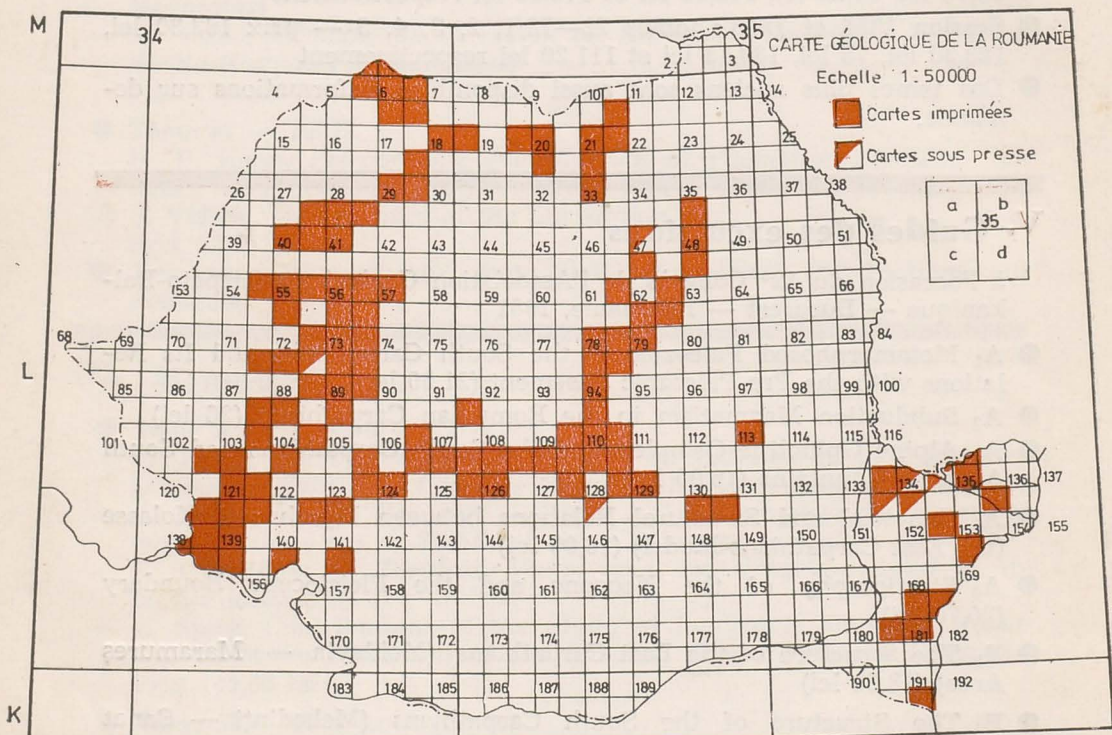 M 34 35
CARTE GÉOLOGIQUE DE LA ROUMANIE
Echelle 1:50000
Cartes imprimées
Cartes sous presse
a b
35
c d
2 3
4 5 6 8 9 10 11 12 13 14
15 16 17 18 19 20 21 22 23 24 25
26 27 28 29 30 31 32 33 34 35 36 37 38
39 40 41 42 43 44 45 46 47 48 49 50 51
53 54 55 56 57 58 59 60 61 62 63 64 65 66
68 69 70 71 72 73 74 75 76 77 78 79 80 81 82 83 84
L
85 86 87 88 89 90 91 92 93 94 95 96 97 98 99 100
101 102 103 104 105 106 107 108 109 110 111 112 113 114 115 116
120 121 122 123 124 125 126 127 128 129 130 131 132 133 134 135 136 137
138 139 140 141 142 143 144 145 146 147 148 149 150 151 152 153 154 155
156 157 158 159 160 161 162 163 164 165 166 167 168 169
170 171 172 173 174 175 176 177 178 179 180 181 182
183 184 185 186 187 188 189 190 191 192
K